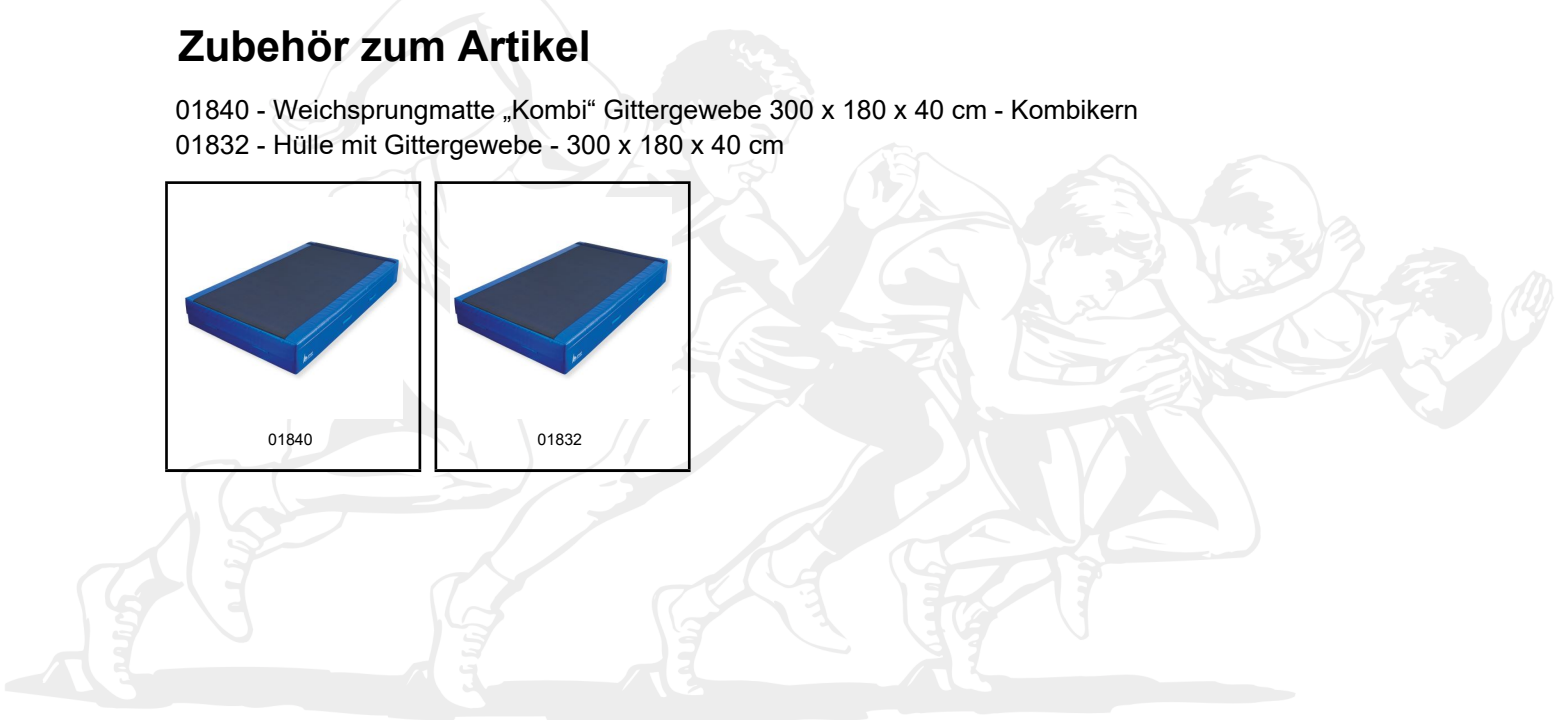 Zubehör zum Artikel
01840 - Weichsprungmatte „Kombi“ Gittergewebe 300 x 180 x 40 cm - Kombikern
01832 - Hülle mit Gittergewebe - 300 x 180 x 40 cm
01840
01832